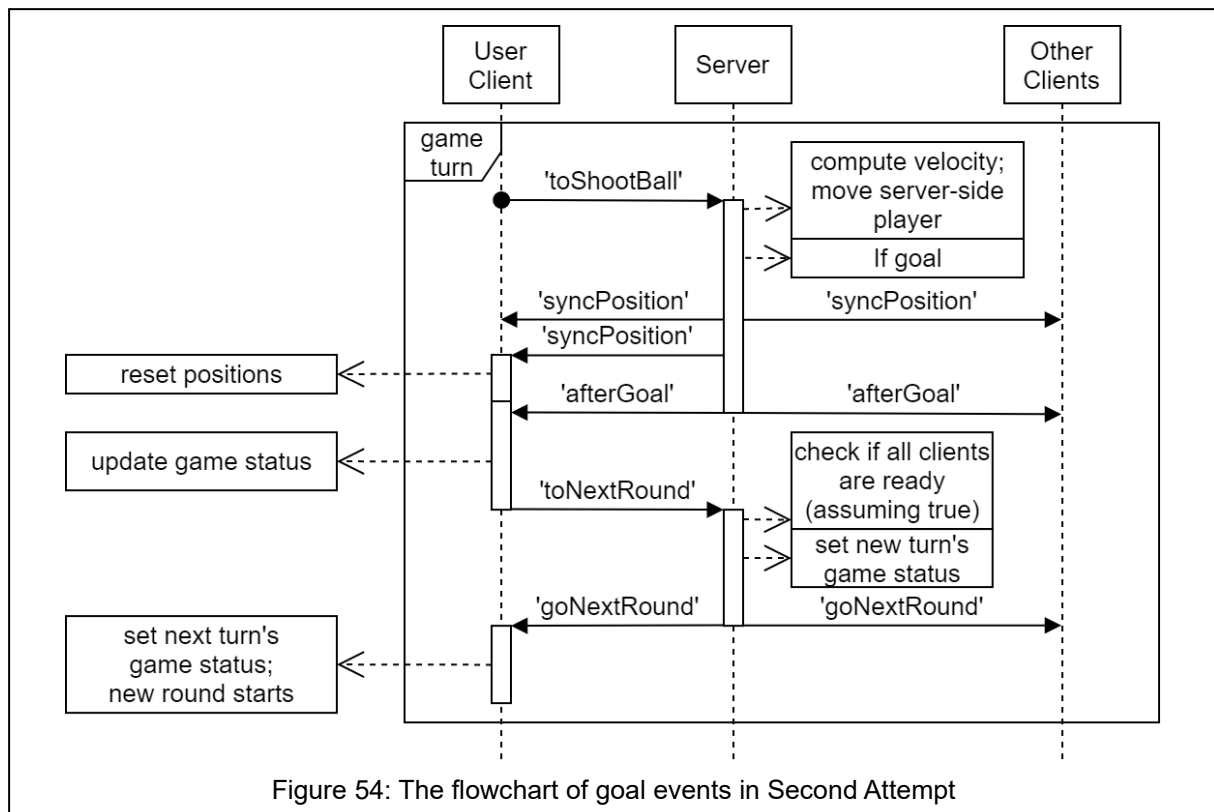 User
Client
Server
Other
Clients
game
turn
'toShootBall'
compute velocity;
move server-side
player
If goal
'syncPosition'
'syncPosition'
'syncPosition'
reset positions
'afterGoal'
'afterGoal'
update game status
check if all clients
are ready
(assuming true)
'toNextRound'
set new turn's
game status
'goNextRound'
'goNextRound'
set next turn's
game status;
new round starts
Figure 54: The flowchart of goal events in Second Attempt